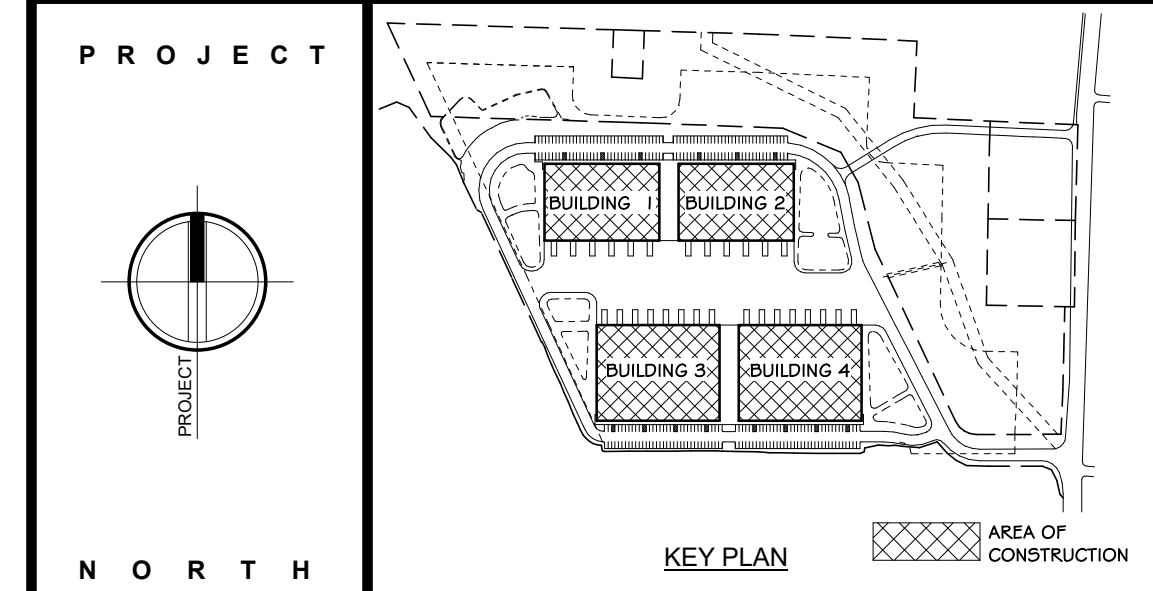 P R O J E C T
PROJECT
N O R T H
BUILDING 1
BUILDING 2
BUILDING 3
BUILDING 4
KEY PLAN
AREA OF
CONSTRUCTION